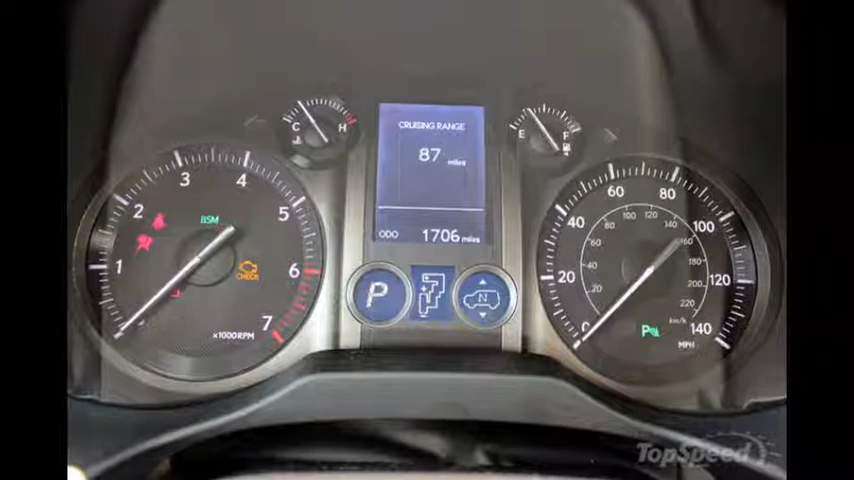 CRUISING RANGE
87 miles
ODO 1706 miles
C H
E F
1 2 3 4 5 6 7
x1000RPM
BSM
CHECK
P
N
0 20 40 60 80 100 120 140
MPH
20 40 60 80 100 120 140 160 180 200 220
km/h
P
TopSpeed